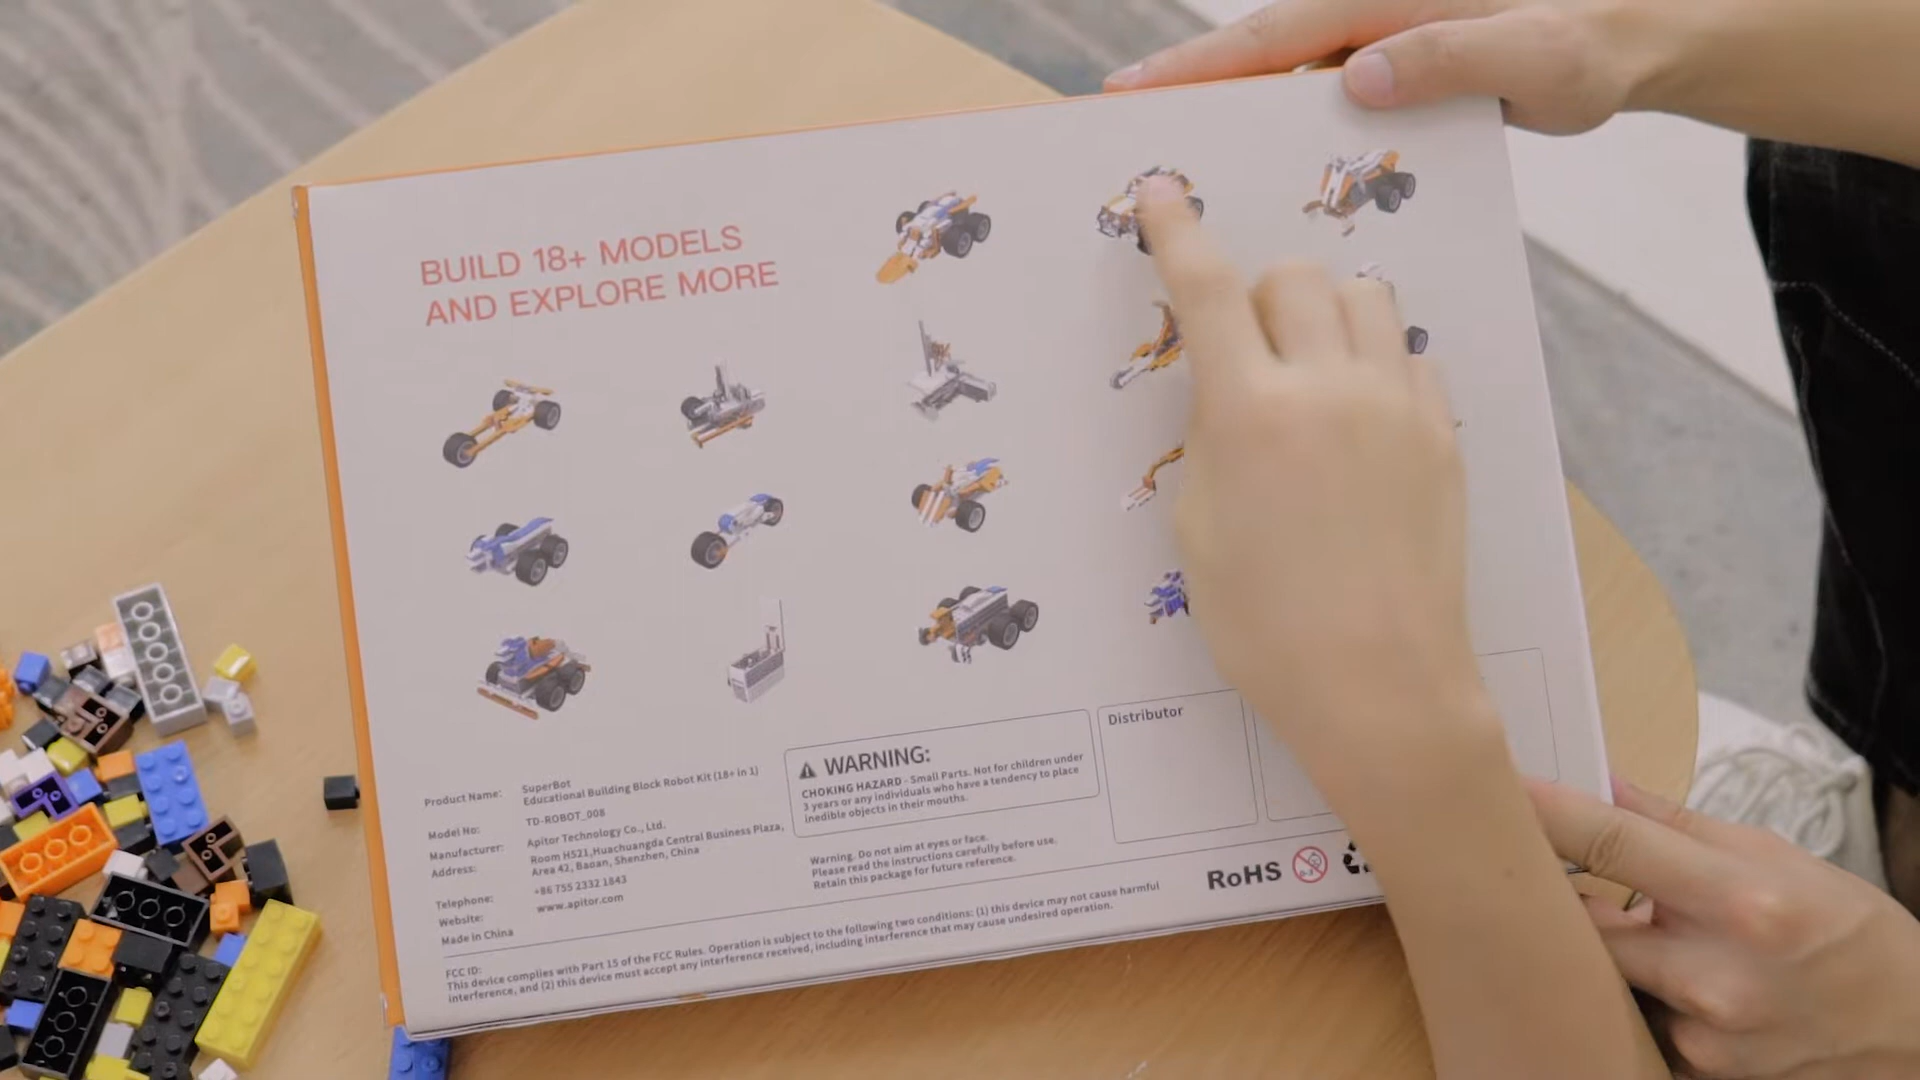 BUILD 18+ MODELS
AND EXPLORE MORE
Product Name: SuperBot
Educational Building Block Robot Kit (18+ in 1)
Model No: TD-ROBOT_008
Manufacturer: Apitor Technology Co., Ltd.
Address: Room H521, Huachuangda Central Business Plaza,
Area 42, Baoan, Shenzhen, China
Telephone: +86 755 2332 1843
Website: www.apitor.com
Made in China
WARNING:
CHOKING HAZARD - Small Parts. Not for children under
3 years or any individuals who have a tendency to place
inedible objects in their mouths.
Warning. Do not aim at eyes or face.
Please read the instructions carefully before use.
Retain this package for future reference.
Distributor
RoHS
0-3
FCC ID:
This device complies with Part 15 of the FCC Rules. Operation is subject to the following two conditions: (1) this device may not cause harmful
interference, and (2) this device must accept any interference received, including interference that may cause undesired operation.